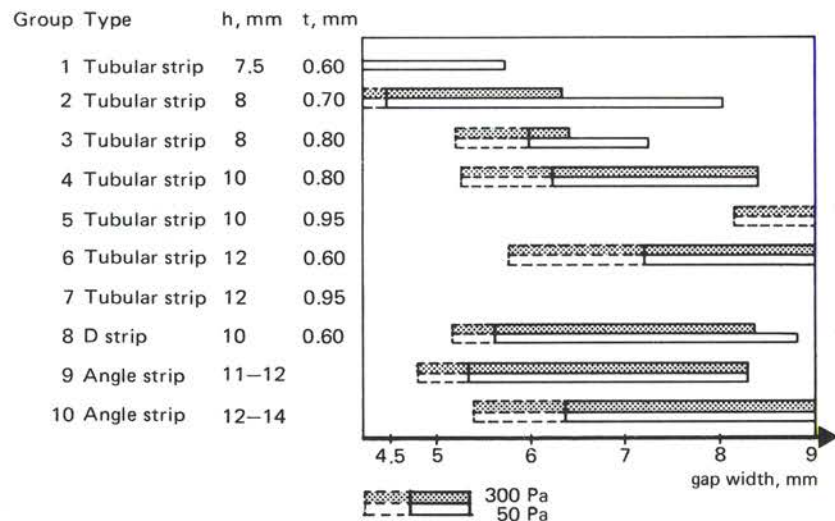 Group Type h, mm t, mm
1 Tubular strip 7.5 0.60
2 Tubular strip 8 0.70
3 Tubular strip 8 0.80
4 Tubular strip 10 0.80
5 Tubular strip 10 0.95
6 Tubular strip 12 0.60
7 Tubular strip 12 0.95
8 D strip 10 0.60
9 Angle strip 11–12
10 Angle strip 12–14
4.5 5 6 7 8 9
gap width, mm
300 Pa
50 Pa